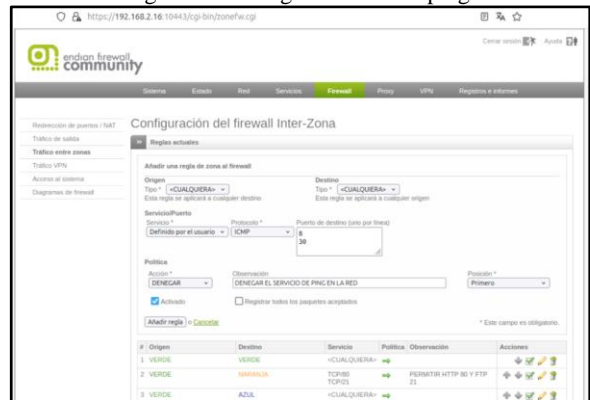 https://192.168.2.16:10443/cgi-bin/zonefw.cgi
Cerrar sesión Ayuda
endian firewall
community
Sistema Estado Red Servicios Firewall Proxy VPN Registros e informes
Redirección de puertos / NAT
Tráfico de salida
Tráfico entre zonas
Tráfico VPN
Acceso al sistema
Diagramas de firewall
Configuración del firewall Inter-Zona
Reglas actuales
Añadir una regla de zona al firewall
Origen Destino
Tipo * <CUALQUIERA> Tipo * <CUALQUIERA>
Esta regla se aplicará a cualquier destino Esta regla se aplicará a cualquier origen
Servicio/Puerto
Servicio * Protocolo * Puerto de destino (uno por línea)
Definido por el usuario ICMP 8
30
Política
Acción * Observación Posición *
DENEGAR DENEGAR EL SERVICIO DE PING EN LA RED Primero
Activado Registrar todos los paquetes aceptados
Añadir regla o Cancelar * Este campo es obligatorio.
# Origen Destino Servicio Política Observación Acciones
1 VERDE VERDE <CUALQUIERA>
2 VERDE NARANJA TCP/80 PERMATIR HTTP 80 Y FTP
TCP/21 21
3 VERDE AZUL <CUALQUIERA>